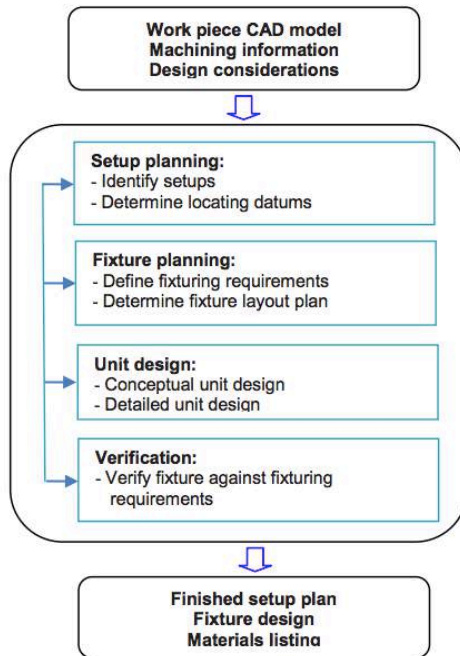 Work piece CAD model
Machining information
Design considerations
Setup planning:
- Identify setups
- Determine locating datums
Fixture planning:
- Define fixturing requirements
- Determine fixture layout plan
Unit design:
- Conceptual unit design
- Detailed unit design
Verification:
- Verify fixture against fixturing
requirements
Finished setup plan
Fixture design
Materials listing